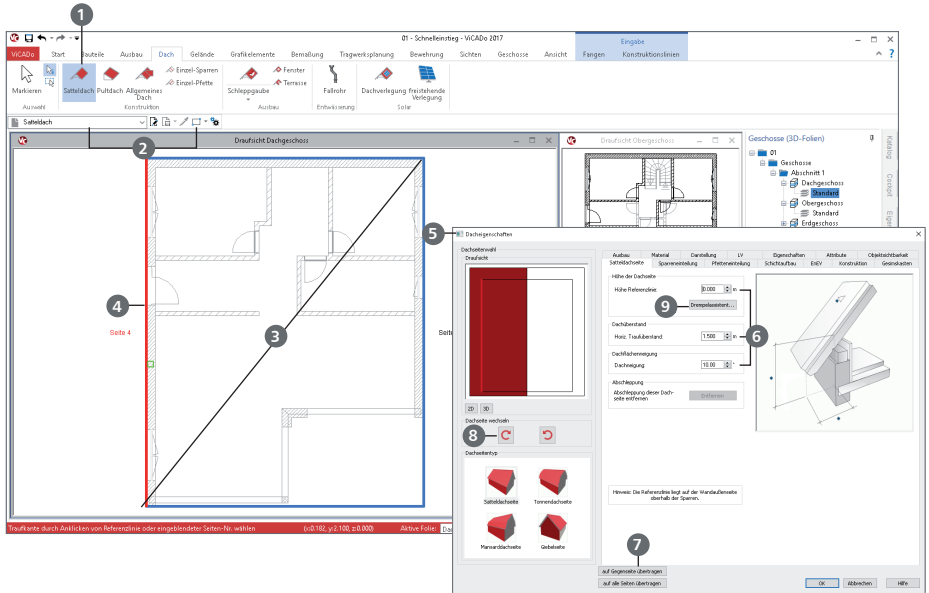 1
01 - Schnelleinstieg - ViCADo 2017
Eingabe
ViCADo Start Bauteile Ausbau Dach Gelände Grafikelemente Bemaßung Tragwerksplanung Bewehrung Sichten Geschosse Ansicht Fangen Konstruktionslinien
Markieren
Satteldach
Pultdach
Allgemeines Dach
Einzel-Sparren
Einzel-Pfette
Schleppgaube
Fenster
Terrasse
Fallrohr
Dachverlegung
freistehende Verlegung
Auswahl Konstruktion Ausbau Entwässerung Solar
Satteldach
2
Draufsicht Dachgeschoss
Draufsicht Obergeschoss
Geschosse (3D-Folien)
01
Geschosse
Abschnitt 1
Dachgeschoss
Standard
Obergeschoss
Standard
Erdgeschoss
Katalog
Cockpit
Eige
3
4
Seite 4
Seite
Traufkante durch Anklicken von Referenzlinie oder eingeblendeter Seiten-Nr. wählen
(x:0.182, y:2.100, z:0.000)
Aktive Folie: Da
5
Dacheigenschaften
Dachseitenwahl
Draufsicht
2D 3D
Dachseite wechseln
8
Dachseitentyp
Satteldachseite
Tonnendachseite
Mansarddachseite
Giebelseite
Ausbau Material Darstellung LV Eigenschaften Attribute Objektsichtbarkeit
Satteldachseite Sparreneinteilung Pfetteneinteilung Schichtaufbau EnEV Konstruktion Gesimskasten
Höhe der Dachseite
Höhe Referenzlinie: 0.000 m
9
Drempelassistent...
Dachüberstand
Horiz. Traufüberstand: 1.500 m
6
Dachflächenneigung
Dachneigung: 10.00 °
Abschleppung
Abschleppung dieser Dach-
seite entfernen
Entfernen
Hinweis: Die Referenzlinie liegt auf der Wandaußenseite
oberhalb der Sparren.
7
auf Gegenseite übertragen
auf alle Seiten übertragen
OK Abbrechen Hilfe